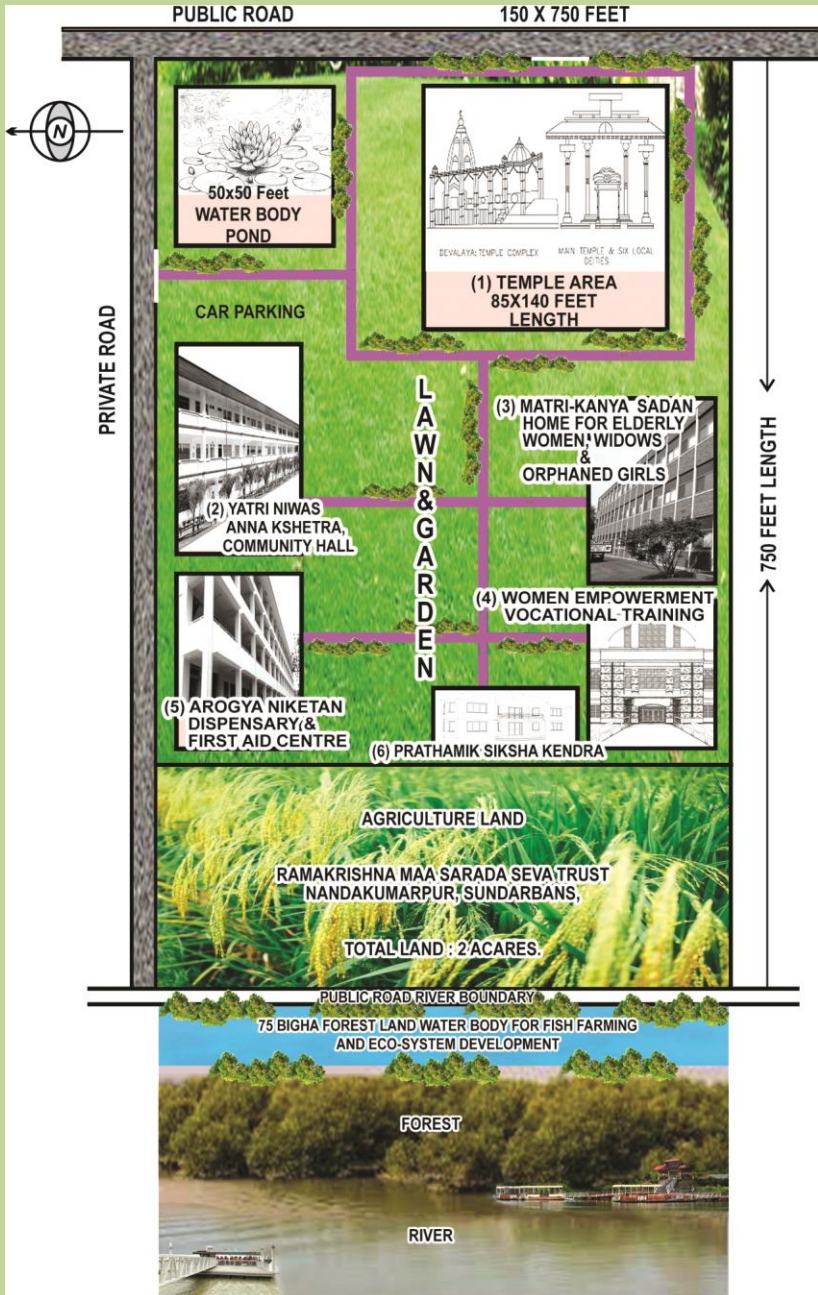 PUBLIC ROAD
150 X 750 FEET
N
50x50 Feet
WATER BODY
POND
DEVALAYA: TEMPLE COMPLEX
MAIN TEMPLE & SIX LOCAL
DEITIES
(1) TEMPLE AREA
85X140 FEET
LENGTH
CAR PARKING
PRIVATE ROAD
LAWN & GARDEN
(3) MATRI-KANYA SADAN
HOME FOR ELDERLY
WOMEN, WIDOWS
&
ORPHANED GIRLS
750 FEET LENGTH
(2) YATRI NIWAS
ANNA KSHETRA,
COMMUNITY HALL
(4) WOMEN EMPOWERMENT
VOCATIONAL TRAINING
(5) AROGYA NIKETAN
DISPENSARY &
FIRST AID CENTRE
(6) PRATHAMIK SIKSHA KENDRA
AGRICULTURE LAND
RAMAKRISHNA MAA SARADA SEVA TRUST
NANDAKUMARPUR, SUNDARBANS,
TOTAL LAND : 2 ACARES.
PUBLIC ROAD RIVER BOUNDARY
75 BIGHA FOREST LAND WATER BODY FOR FISH FARMING
AND ECO-SYSTEM DEVELOPMENT
FOREST
RIVER